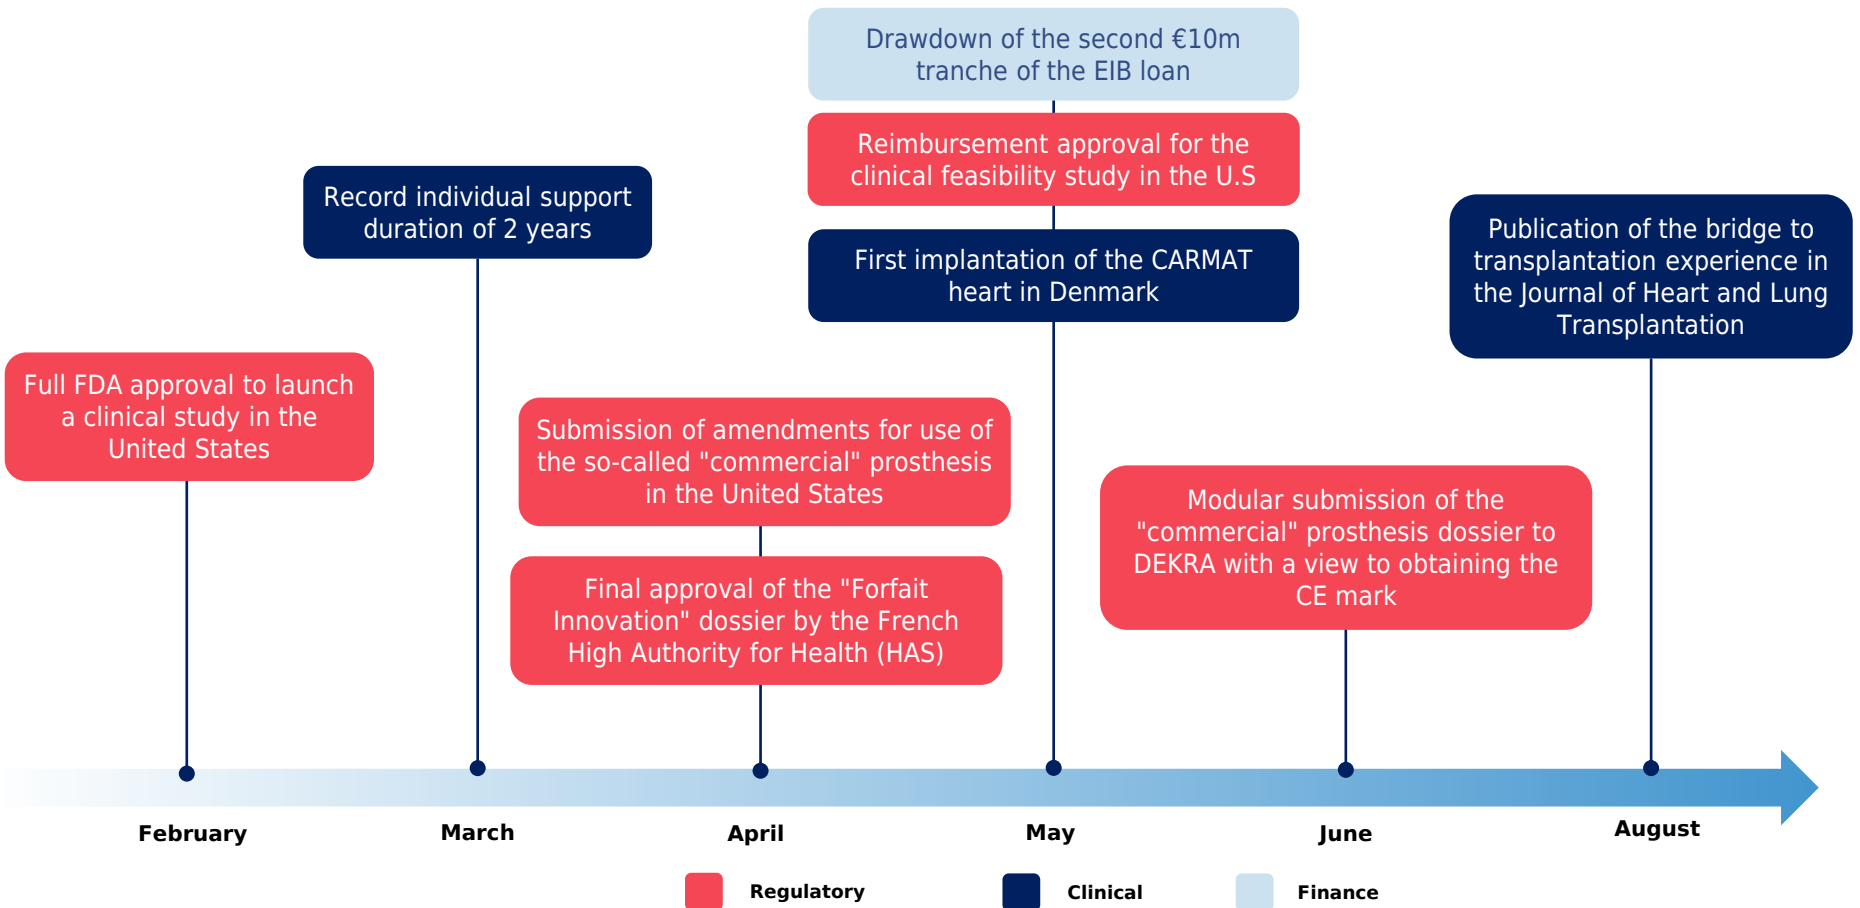 Drawdown of the second €10m
tranche of the EIB loan
Reimbursement approval for the
clinical feasibility study in the U.S
Record individual support
duration of 2 years
First implantation of the CARMAT
heart in Denmark
Publication of the bridge to
transplantation experience in
the Journal of Heart and Lung
Transplantation
Full FDA approval to launch
a clinical study in the
United States
Submission of amendments for use of
the so-called "commercial" prosthesis
in the United States
Final approval of the "Forfait
Innovation" dossier by the French
High Authority for Health (HAS)
Modular submission of the
"commercial" prosthesis dossier to
DEKRA with a view to obtaining the
CE mark
February
March
April
May
June
August
Regulatory
Clinical
Finance